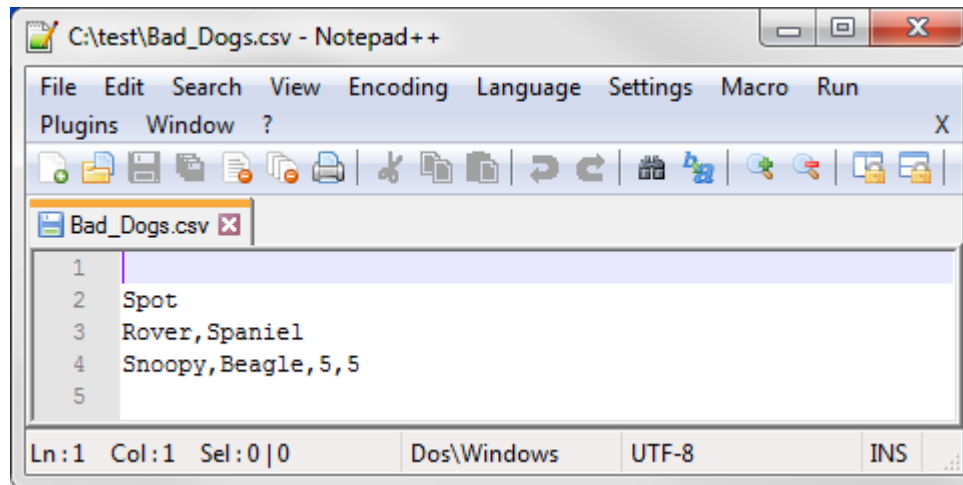 C:\test\Bad_Dogs.csv - Notepad++
File Edit Search View Encoding Language Settings Macro Run
Plugins Window ? X
Bad_Dogs.csv
1
2 Spot
3 Rover,Spaniel
4 Snoopy,Beagle,5,5
5
Ln:1 Col:1 Sel:0|0 Dos\Windows UTF-8 INS